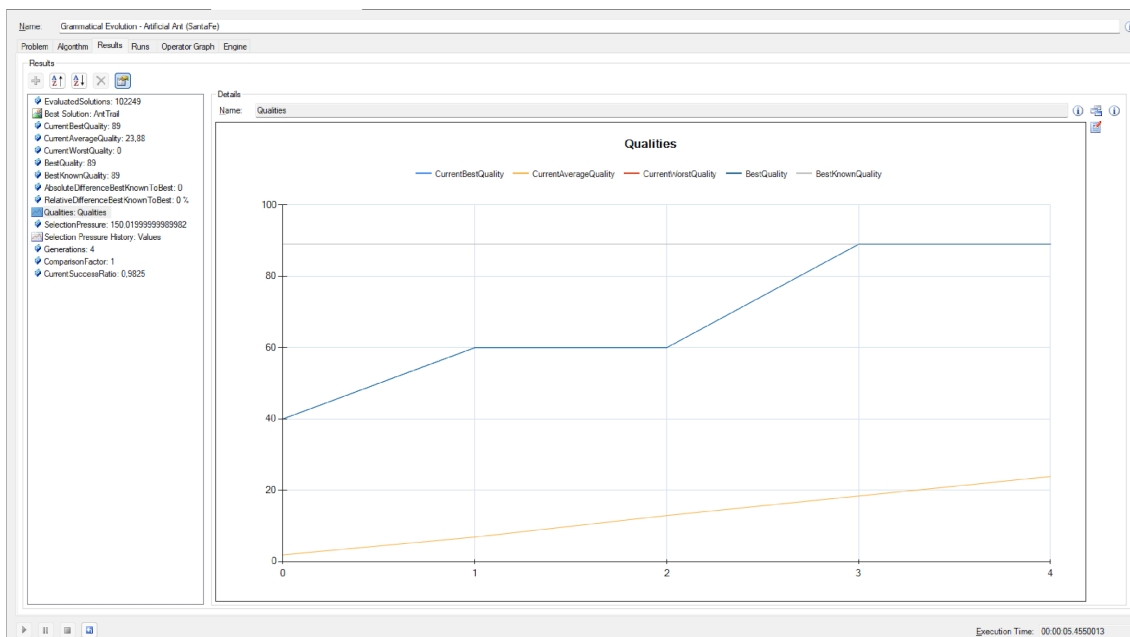 Name: Grammatical Evolution - Artificial Ant (SantaFe)
Problem Algorithm Results Runs Operator Graph Engine
Results
EvaluatedSolutions: 102249
Best Solution: AntTrail
CurrentBestQuality: 89
CurrentAverageQuality: 23,88
CurrentWorstQuality: 0
BestQuality: 89
BestKnownQuality: 89
AbsoluteDifferenceBestKnownToBest: 0
RelativeDifferenceBestKnownToBest: 0 %
Qualities: Qualities
SelectionPressure: 150.01999999989982
Selection Pressure History: Values
Generations: 4
ComparisonFactor: 1
CurrentSuccessRatio: 0,9825
Details
Name: Qualities
Qualities
CurrentBestQuality CurrentAverageQuality CurrentWorstQuality BestQuality BestKnownQuality
100
80
60
40
20
0
0 1 2 3 4
Execution Time: 00:00:05.4550013